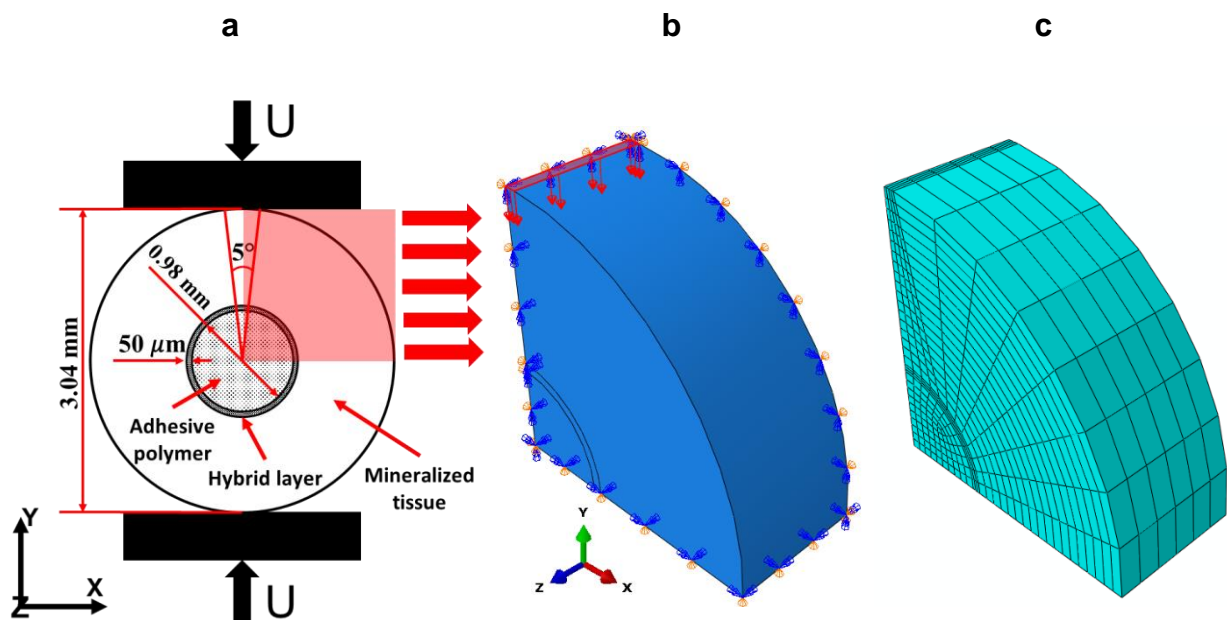 a
b
c
U
5°
0.98 mm
50 μm
3.04 mm
Adhesive
polymer
Hybrid layer
Mineralized
tissue
Y
Z
X
U
Y
Z
X